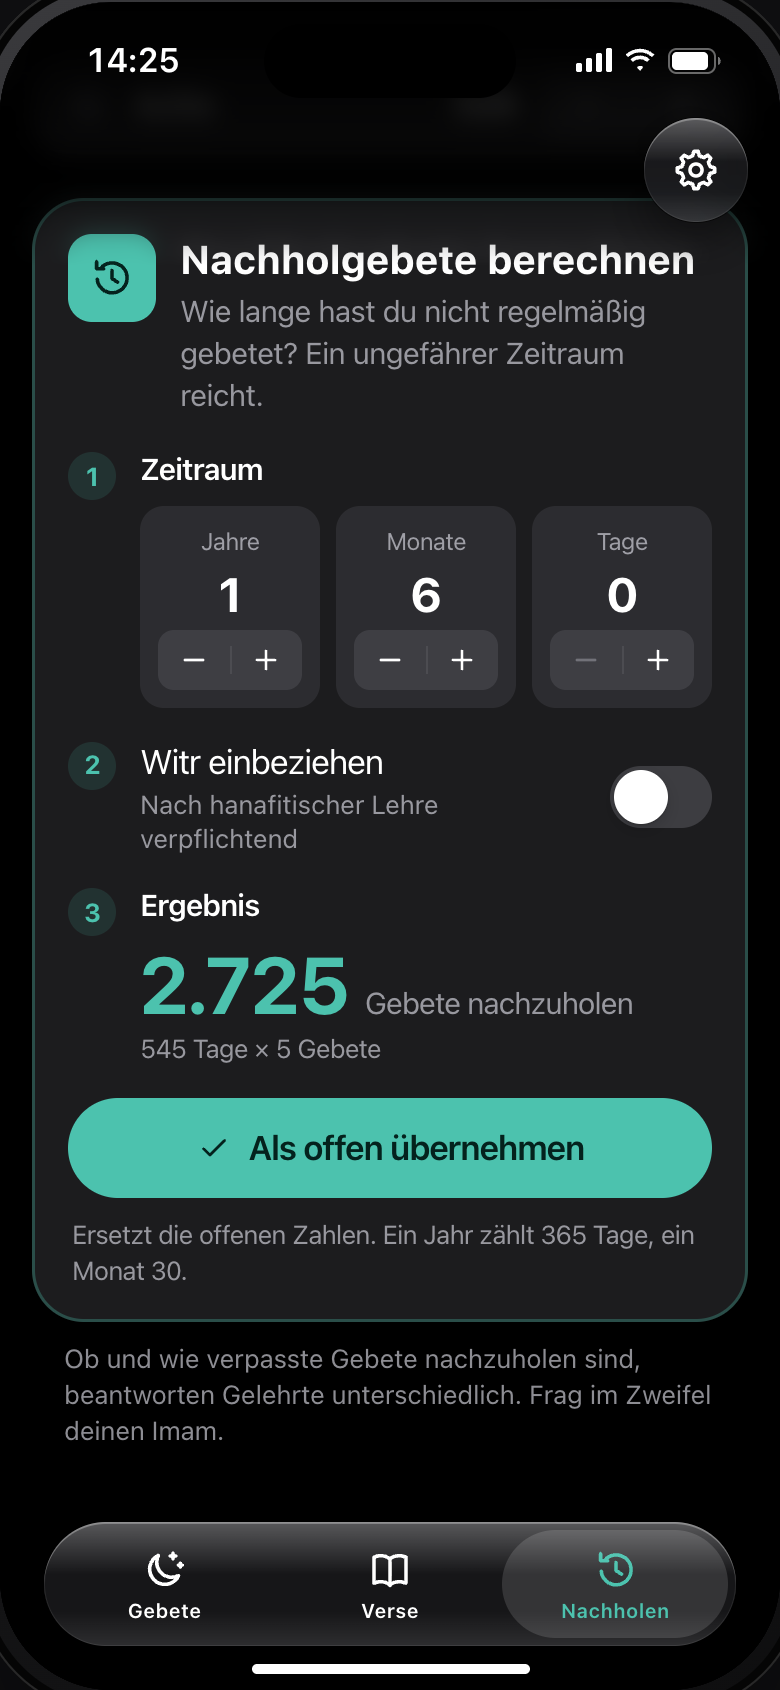 14:25
Nachholgebete berechnen
Wie lange hast du nicht regelmäßig
gebetet? Ein ungefährer Zeitraum
reicht.
1
Zeitraum
Jahre
Monate
Tage
1
6
0
2
Witr einbeziehen
Nach hanafitischer Lehre
verpflichtend
3
Ergebnis
2.725 Gebete nachzuholen
545 Tage × 5 Gebete
Als offen übernehmen
Ersetzt die offenen Zahlen. Ein Jahr zählt 365 Tage, ein
Monat 30.
Ob und wie verpasste Gebete nachzuholen sind,
beantworten Gelehrte unterschiedlich. Frag im Zweifel
deinen Imam.
Gebete
Verse
Nachholen